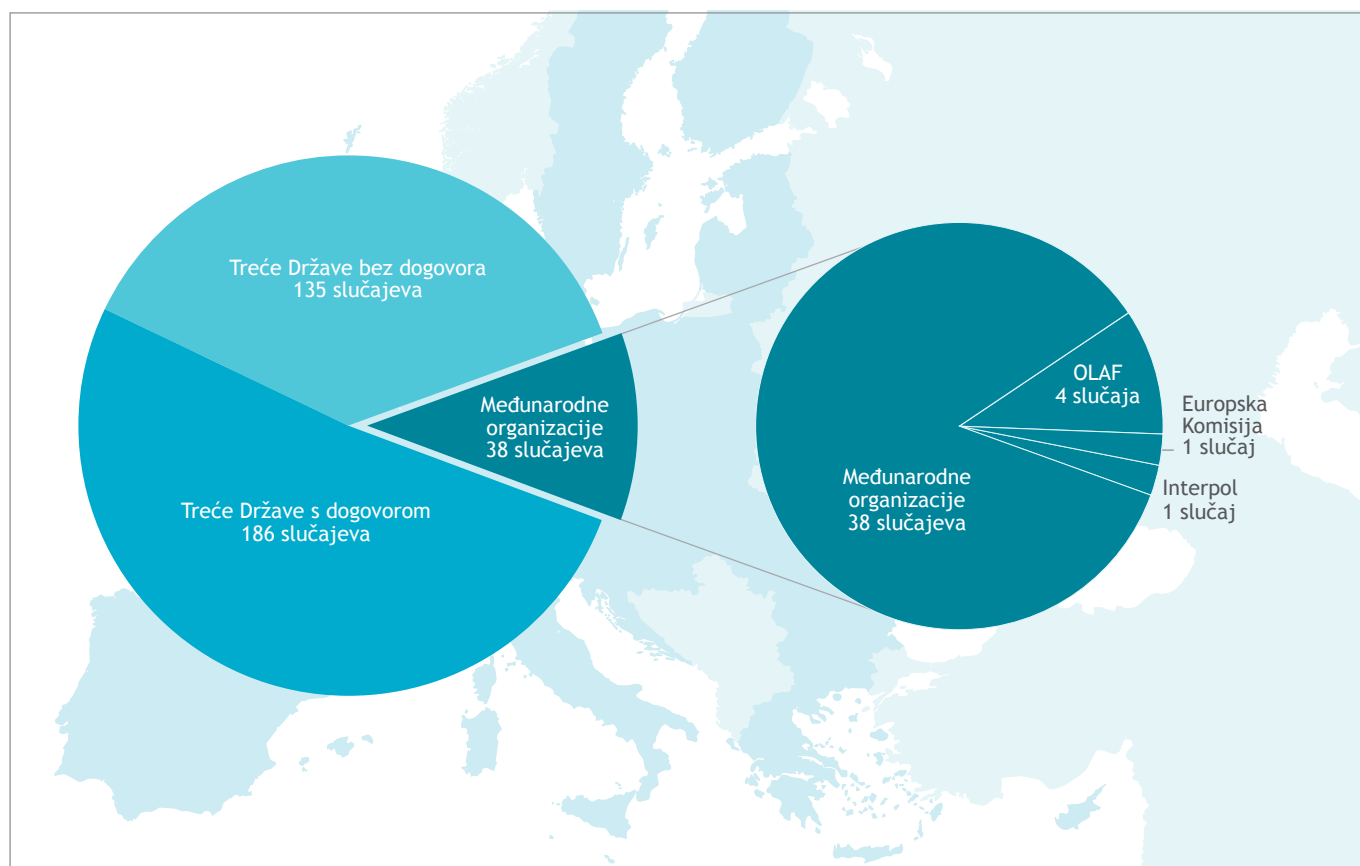 Treće Države bez dogovora
135 slučajeva
Međunarodne
organizacije
38 slučajeva
Treće Države s dogovorom
186 slučajeva
OLAF
4 slučaja
Europska
Komisija
1 slučaj
Interpol
1 slučaj
Međunarodne
organizacije
38 slučajeva